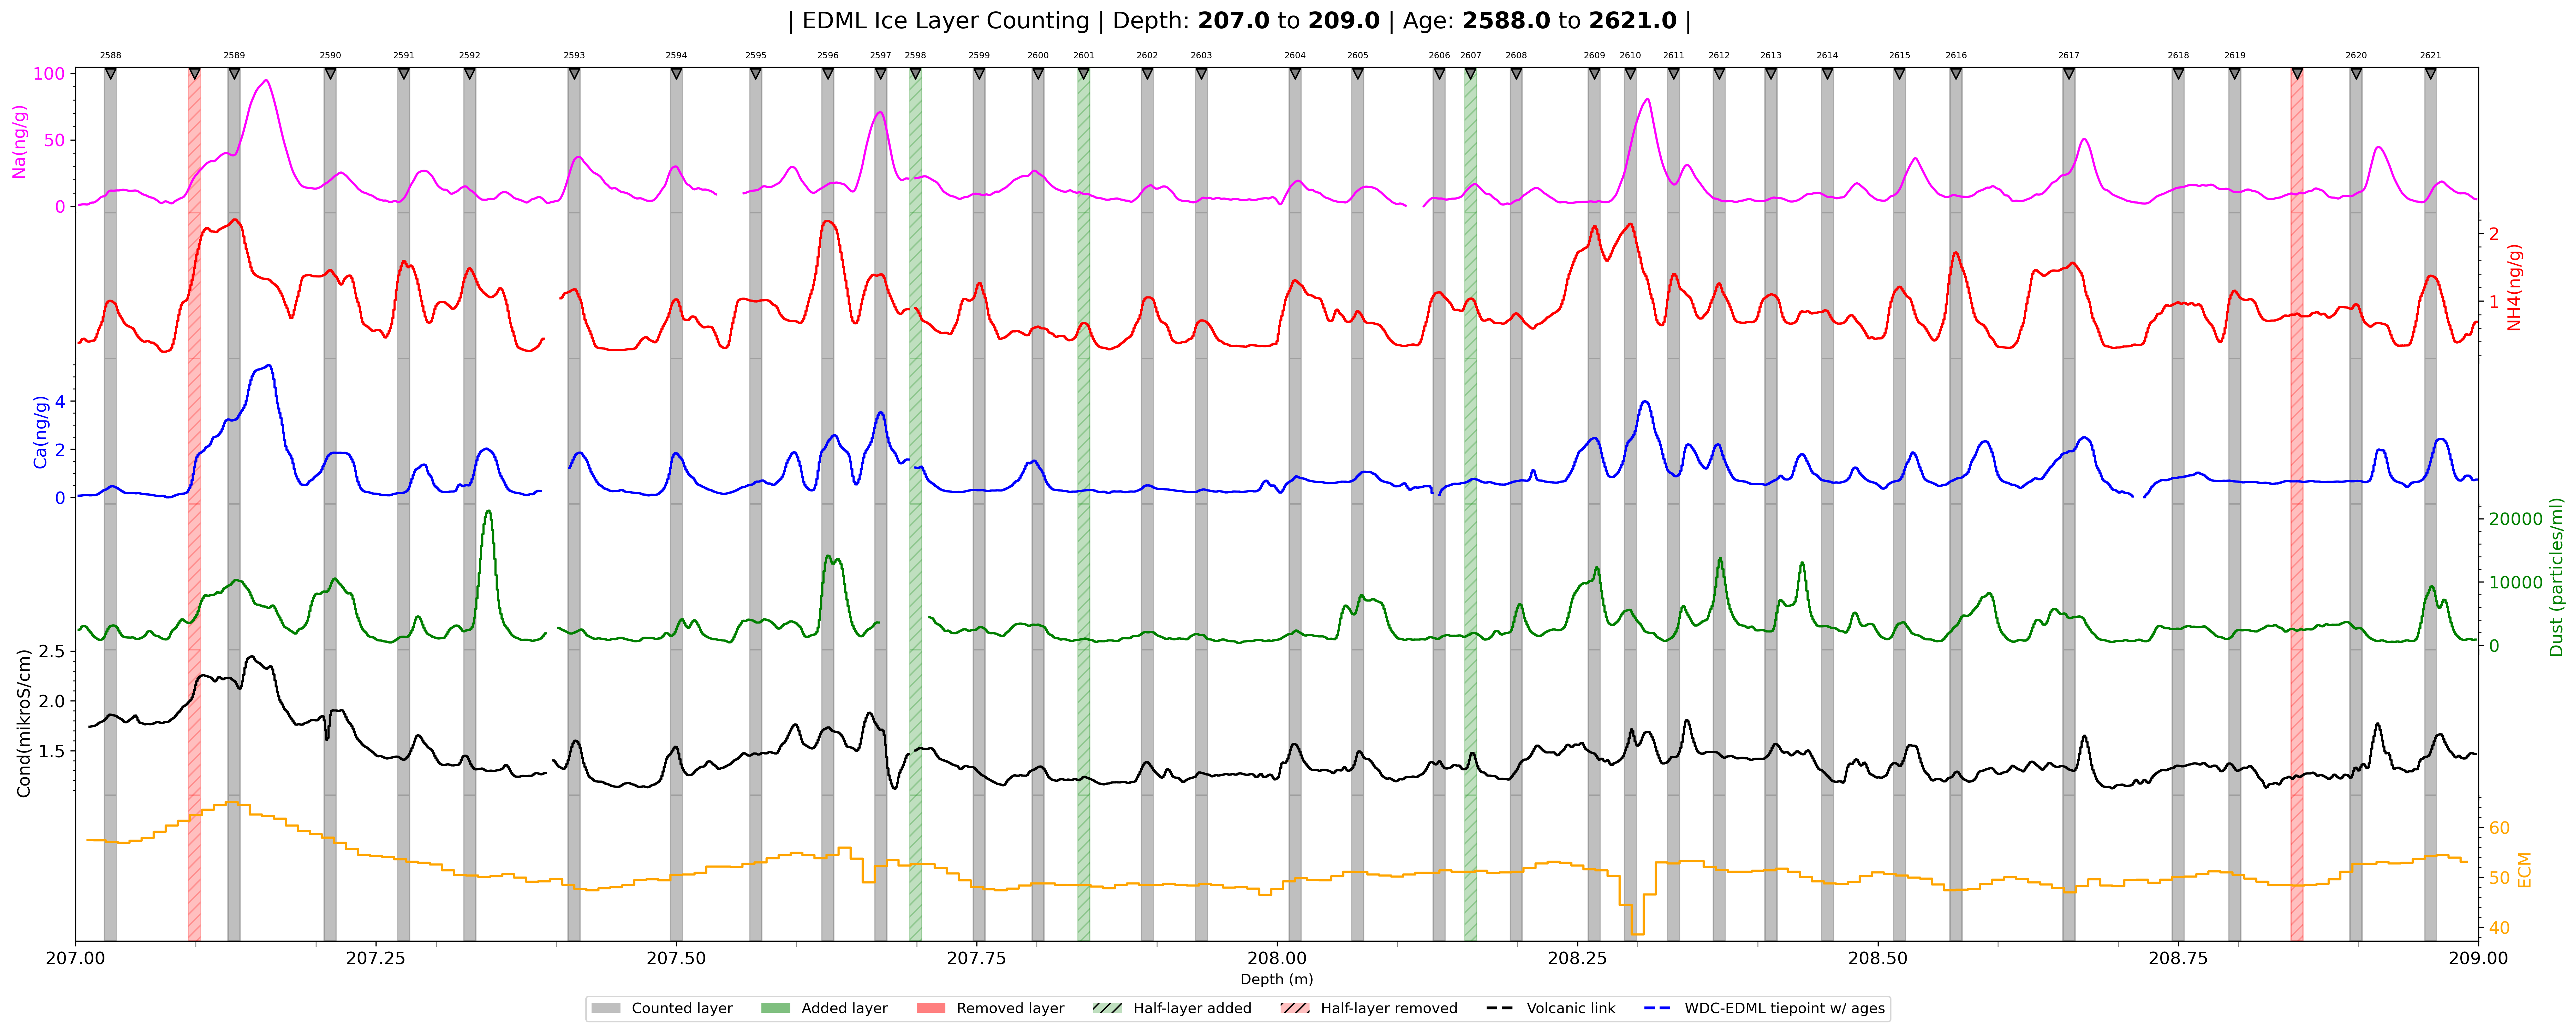 | EDML Ice Layer Counting | Depth: 207.0 to 209.0 | Age: 2588.0 to 2621.0 |
2588 2589 2590 2591 2592 2593 2594 2595 2596 2597 2598 2599 2600 2601 2602 2603 2604 2605 2606 2607 2608 2609 2610 2611 2612 2613 2614 2615 2616 2617 2618 2619 2620 2621
100
50
0
Na(ng/g)
2
1
NH4(ng/g)
4
2
0
Ca(ng/g)
20000
10000
0
Dust (particles/ml)
2.5
2.0
1.5
Cond(mikroS/cm)
60
50
40
ECM
207.00 207.25 207.50 207.75 208.00 208.25 208.50 208.75 209.00
Depth (m)
Counted layer Added layer Removed layer Half-layer added Half-layer removed Volcanic link WDC-EDML tiepoint w/ ages